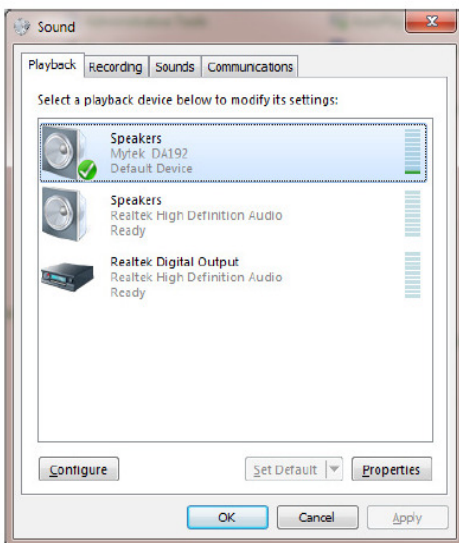 Sound
Playback Recording Sounds Communications
Select a playback device below to modify its settings:
Speakers
Mytek DA192
Default Device
Speakers
Realtek High Definition Audio
Ready
Realtek Digital Output
Realtek High Definition Audio
Ready
Configure Set Default Properties
OK Cancel Apply